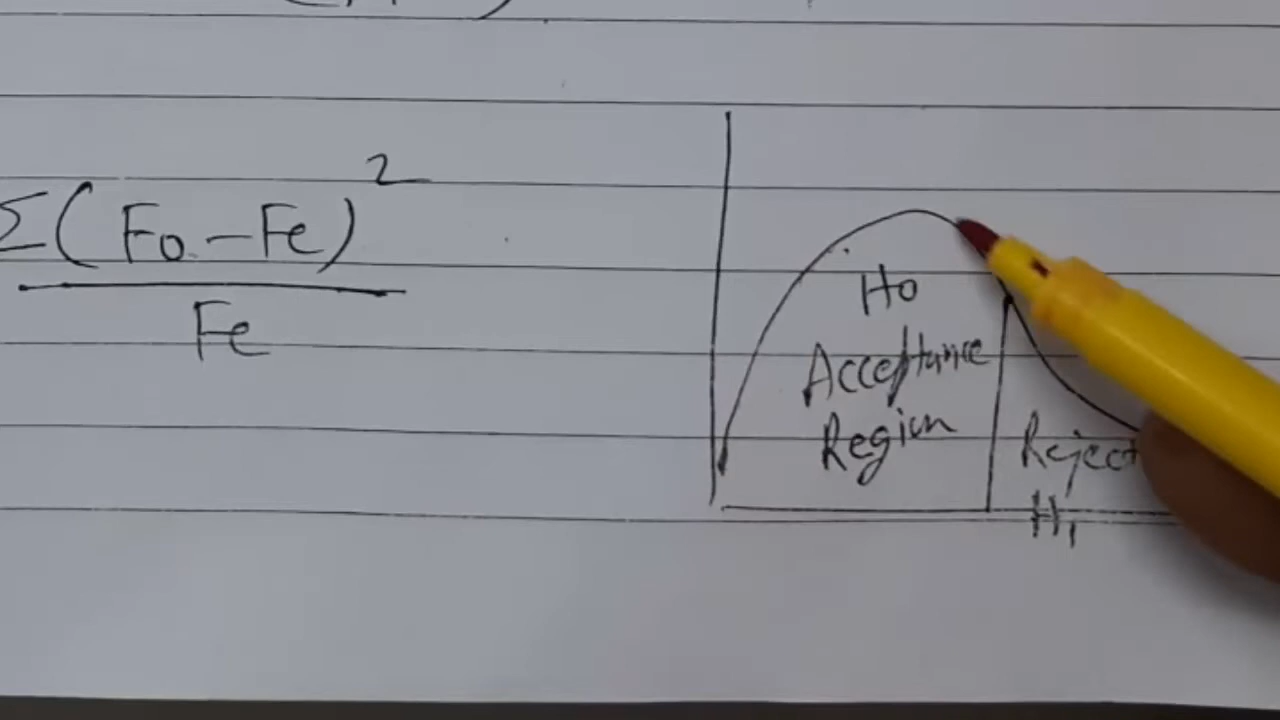 Σ(Fo-Fe)²
Fe
Ho
Acceptance
Region
Reject
H1